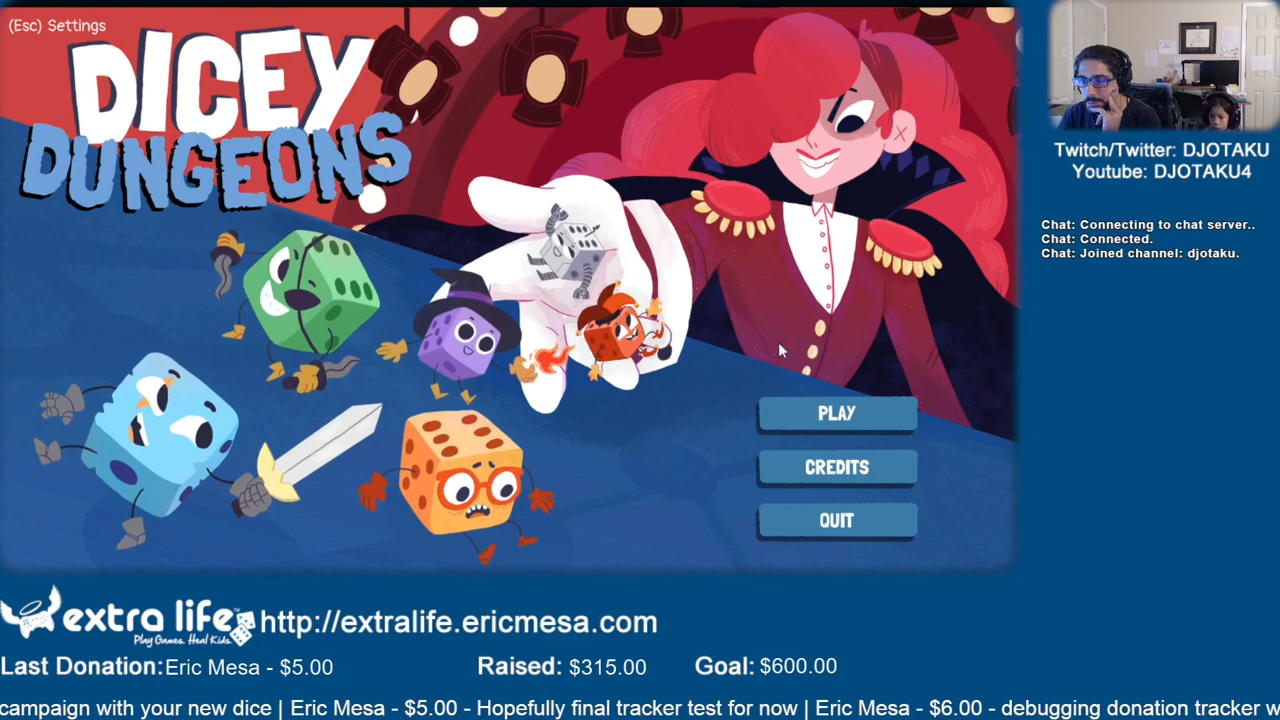 (Esc) Settings
DICEY
DUNGEONS
PLAY
CREDITS
QUIT
Twitch/Twitter: DJOTAKU
Youtube: DJOTAKU4
Chat: Connecting to chat server..
Chat: Connected.
Chat: Joined channel: djotaku.
extra life
Play Games. Heal Kids.
http://extralife.ericmesa.com
Last Donation: Eric Mesa - $5.00
Raised: $315.00
Goal: $600.00
campaign with your new dice | Eric Mesa - $5.00 - Hopefully final tracker test for now | Eric Mesa - $6.00 - debugging donation tracker w